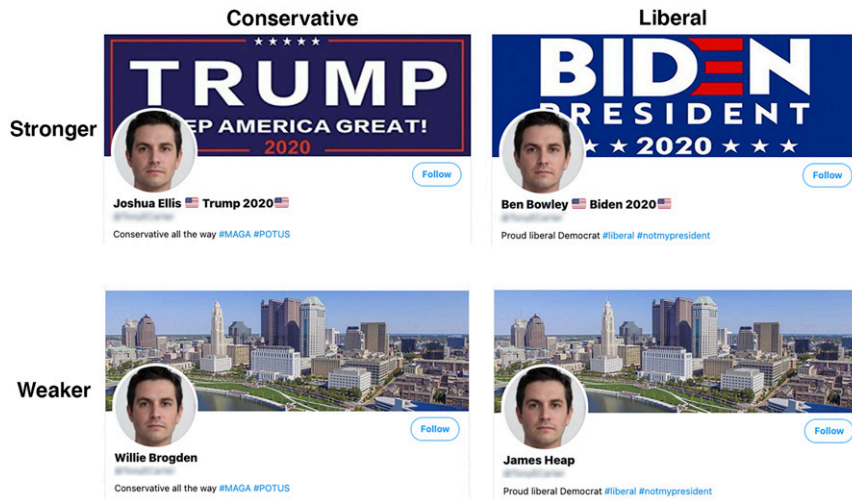 Conservative
Liberal
Stronger
TRUMP
EP AMERICA GREAT!
2020
Follow
Joshua Ellis 🇺🇸 Trump 2020🇺🇸
Conservative all the way #MAGA #POTUS
BIDEN
PRESIDENT
2020
Follow
Ben Bowley 🇺🇸 Biden 2020🇺🇸
Proud liberal Democrat #liberal #notmypresident
Weaker
Follow
Willie Brogden
Conservative all the way #MAGA #POTUS
Follow
James Heap
Proud liberal Democrat #liberal #notmypresident